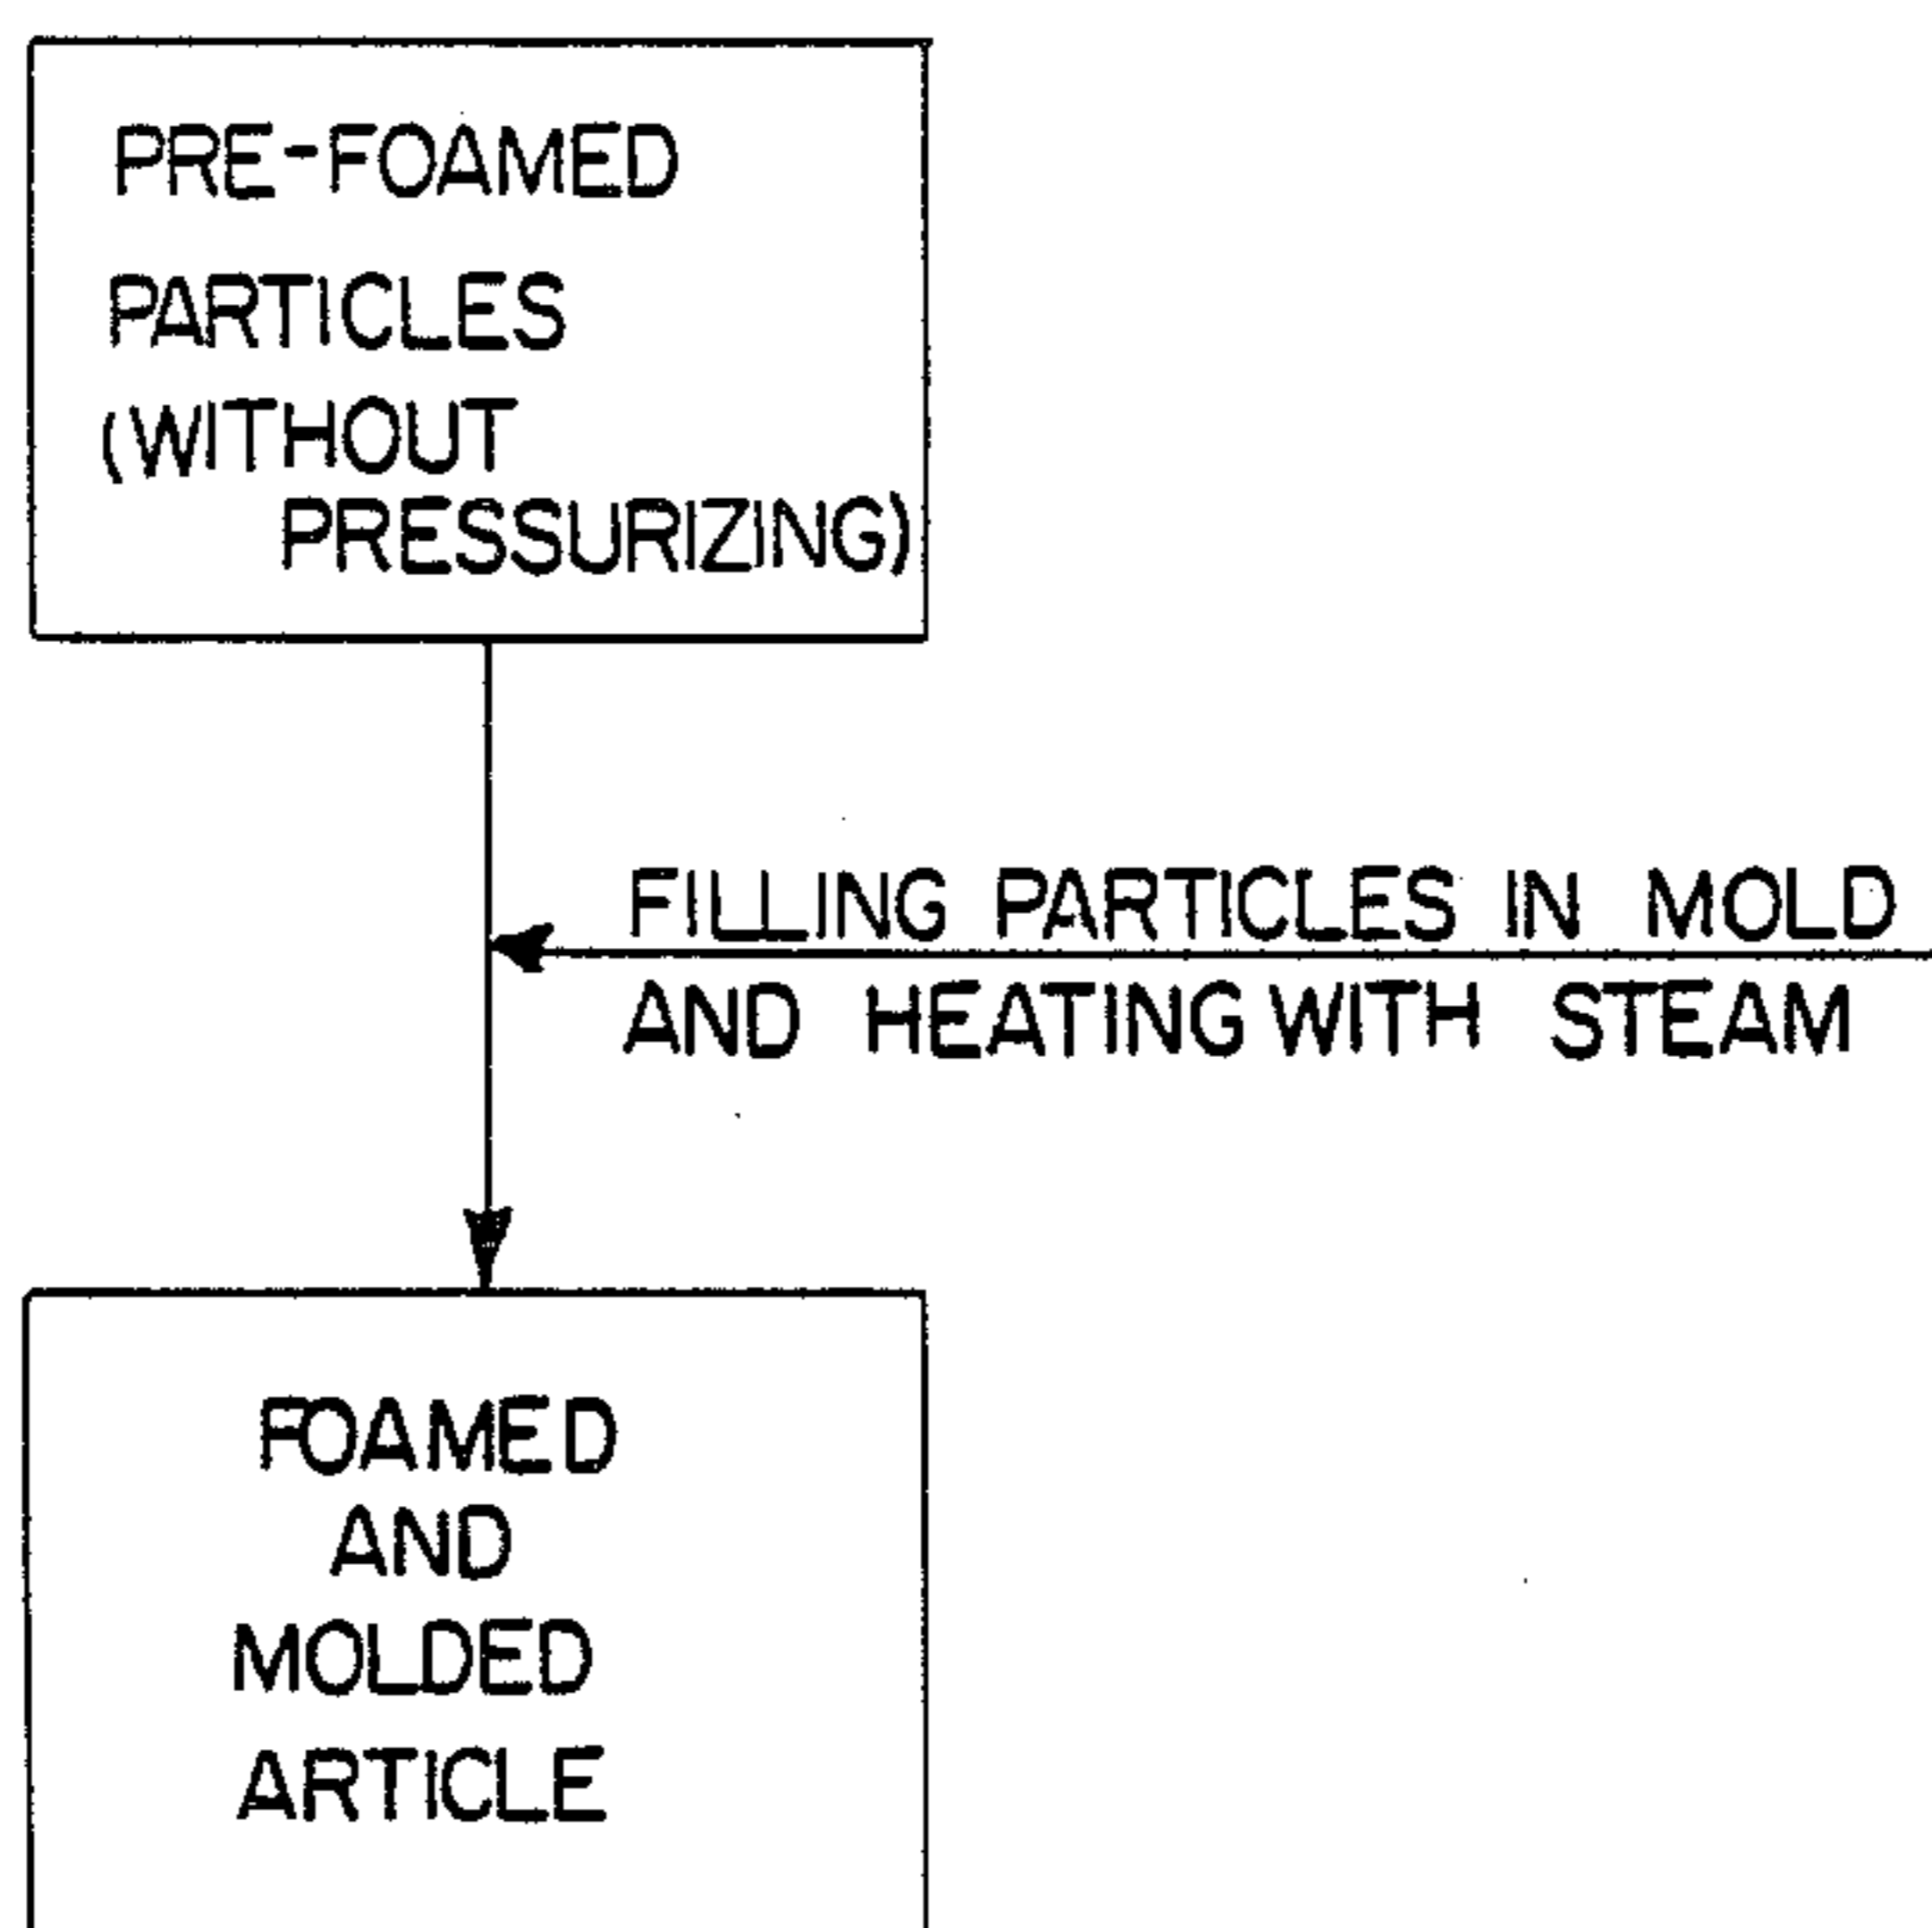 PRE-FOAMED
PARTICLES
(WITHOUT
PRESSURIZING)
FILLING PARTICLES IN MOLD
AND HEATING WITH STEAM
FOAMED
AND
MOLDED
ARTICLE